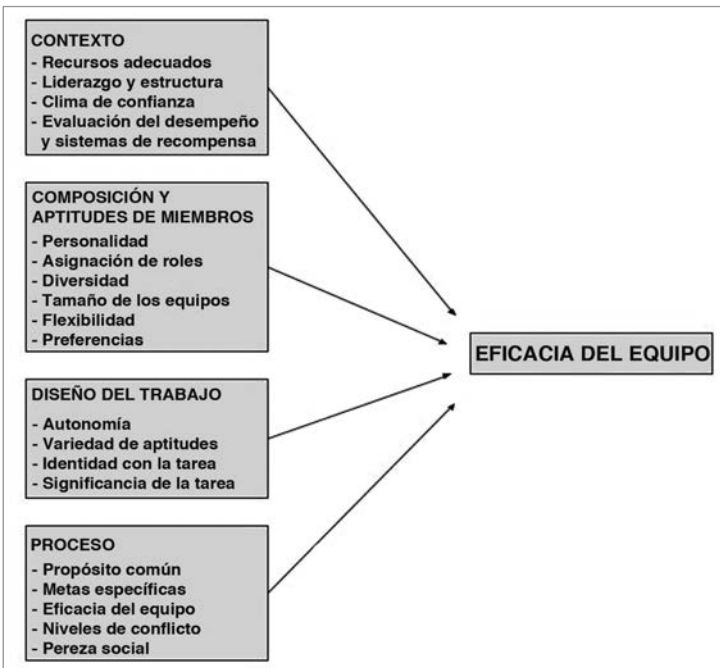 CONTEXTO
- Recursos adecuados
- Liderazgo y estructura
- Clima de confianza
- Evaluación del desempeño
y sistemas de recompensa
COMPOSICIÓN Y
APTITUDES DE MIEMBROS
- Personalidad
- Asignación de roles
- Diversidad
- Tamaño de los equipos
- Flexibilidad
- Preferencias
DISEÑO DEL TRABAJO
- Autonomía
- Variedad de aptitudes
- Identidad con la tarea
- Significancia de la tarea
PROCESO
- Propósito común
- Metas específicas
- Eficacia del equipo
- Niveles de conflicto
- Pereza social
EFICACIA DEL EQUIPO